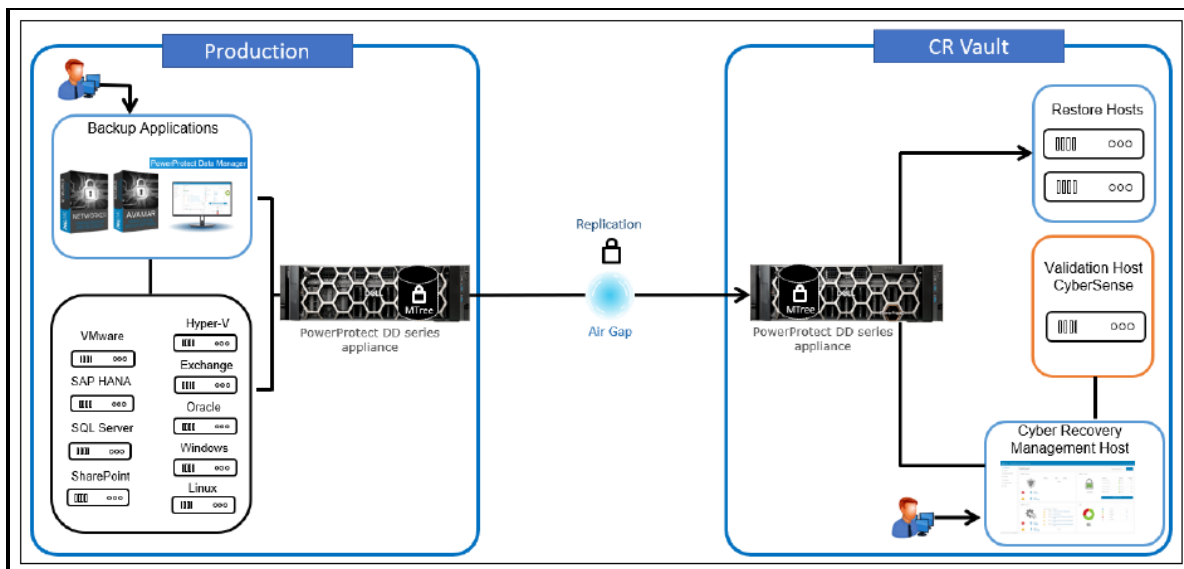 Production
Backup Applications
PowerProtect Data Manager
AVAMAR
VMware
SAP HANA
SQL Server
SharePoint
Hyper-V
Exchange
Oracle
Windows
Linux
DELL
MTree
PowerProtect DD series
appliance
Replication
Air Gap
CR Vault
MTree
DELL
PowerProtect DD series
appliance
Restore Hosts
Validation Host
CyberSense
Cyber Recovery
Management Host